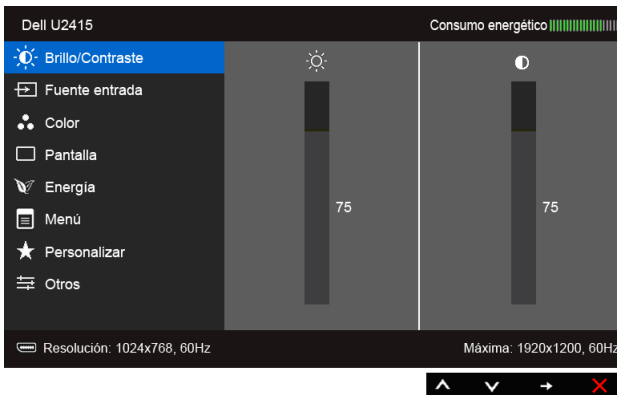 Dell U2415 Consumo energético
Brillo/Contraste
Fuente entrada
Color
Pantalla
Energía
75 75
Menú
Personalizar
Otros
Resolución: 1024x768, 60Hz Máxima: 1920x1200, 60Hz